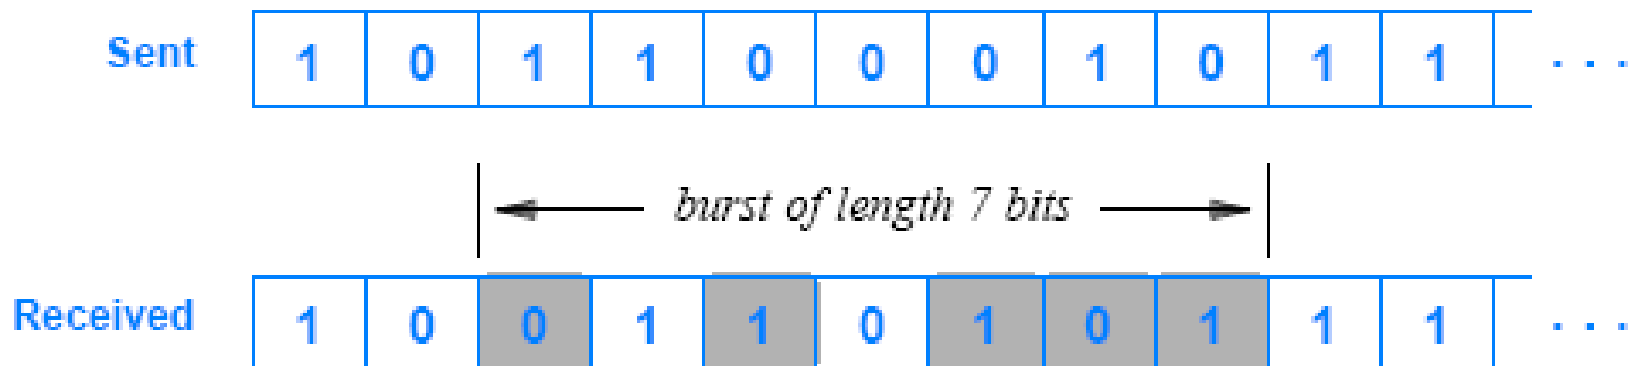 Sent 1 0 1 1 0 0 0 1 0 1 1 . . .
burst of length 7 bits
Received 1 0 0 1 1 0 1 0 1 1 1 . . .